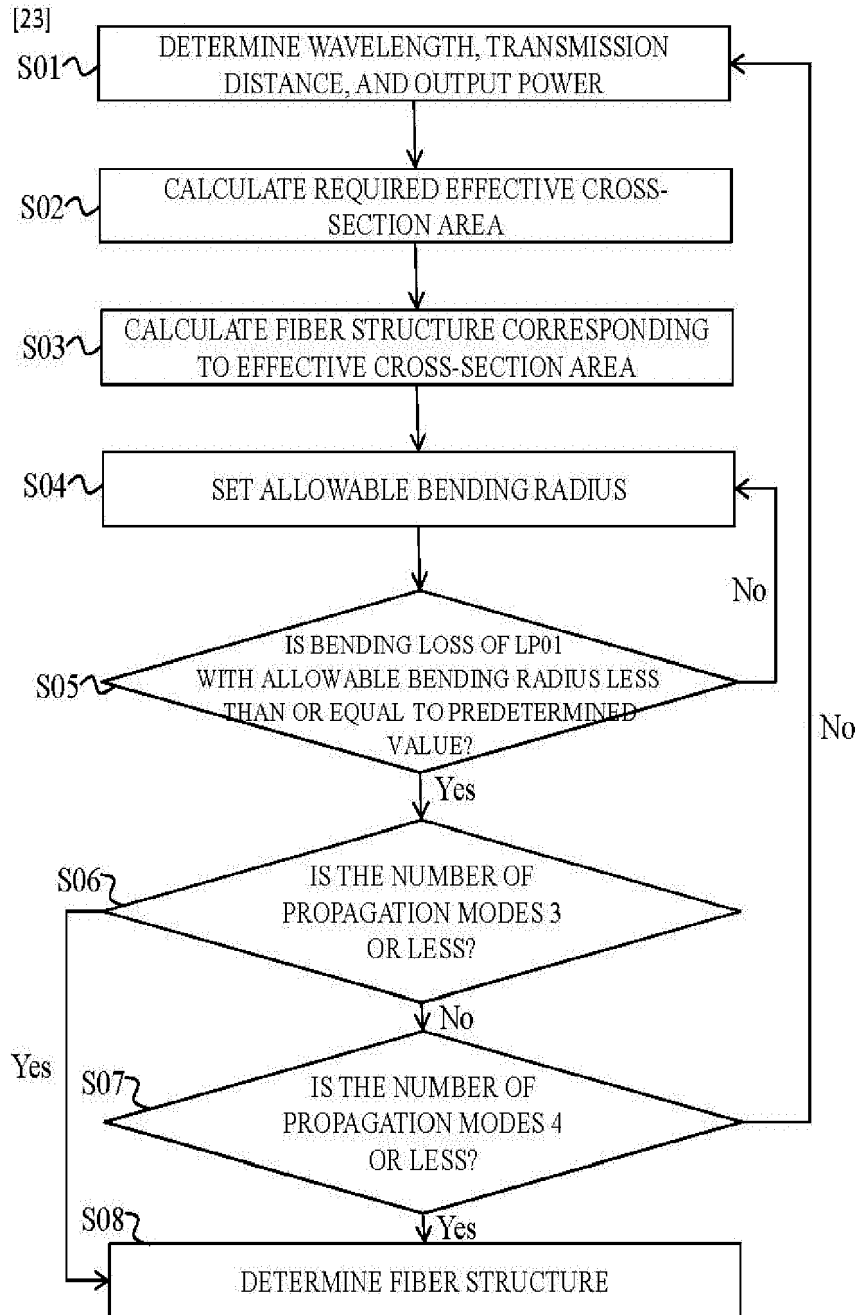 [23]
S01
DETERMINE WAVELENGTH, TRANSMISSION
DISTANCE, AND OUTPUT POWER
S02
CALCULATE REQUIRED EFFECTIVE CROSS-
SECTION AREA
S03
CALCULATE FIBER STRUCTURE CORRESPONDING
TO EFFECTIVE CROSS-SECTION AREA
S04
SET ALLOWABLE BENDING RADIUS
No
S05
IS BENDING LOSS OF LP01
WITH ALLOWABLE BENDING RADIUS LESS
THAN OR EQUAL TO PREDETERMINED
VALUE?
No
Yes
S06
IS THE NUMBER OF
PROPAGATION MODES 3
OR LESS?
No
Yes
S07
IS THE NUMBER OF
PROPAGATION MODES 4
OR LESS?
Yes
S08
DETERMINE FIBER STRUCTURE